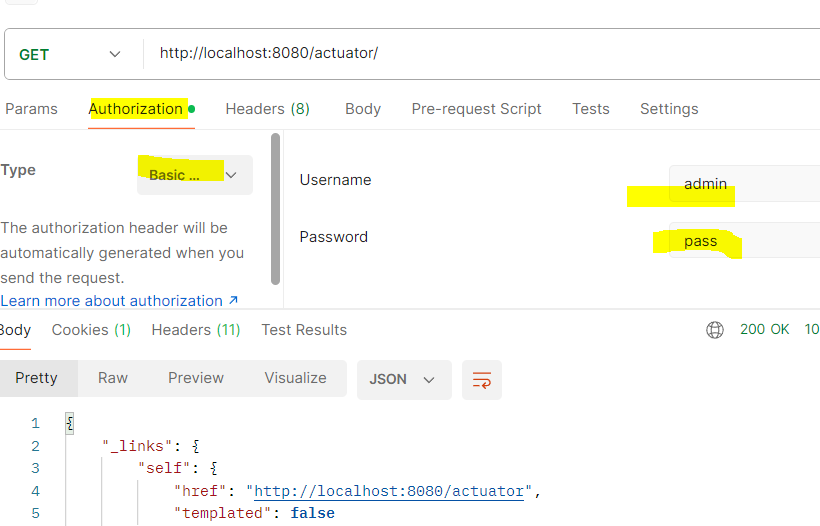 GET http://localhost:8080/actuator/
Params Authorization Headers (8) Body Pre-request Script Tests Settings
Type Basic ...
Username admin
Password pass
The authorization header will be
automatically generated when you
send the request.
Learn more about authorization ↗
Body Cookies (1) Headers (11) Test Results 200 OK 10
Pretty Raw Preview Visualize JSON
1 {
2 "_links": {
3 "self": {
4 "href": "http://localhost:8080/actuator",
5 "templated": false